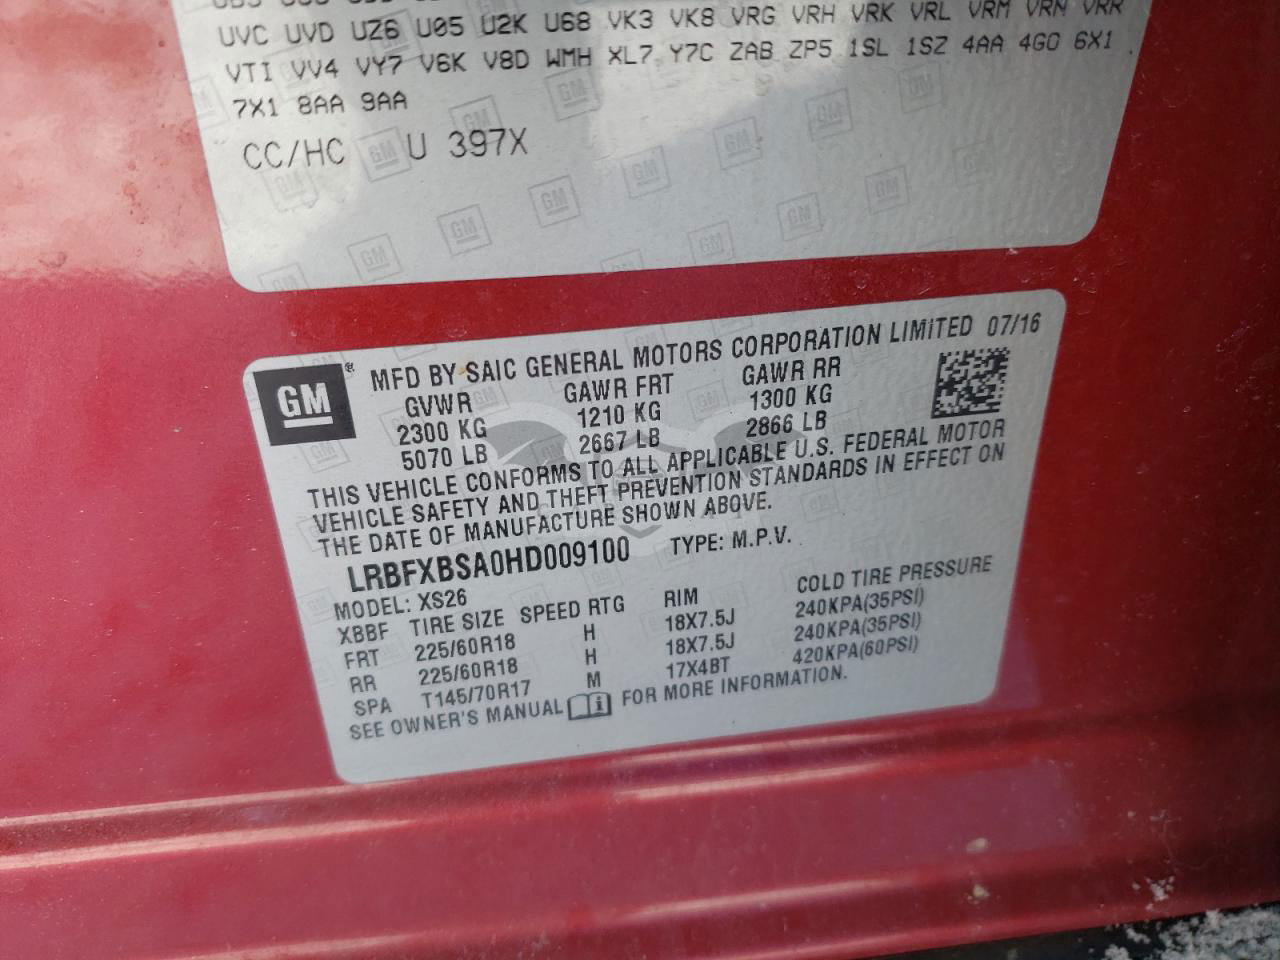 UVC UVD UZ6 U05 U2K U68 VK3 VK8 VRG VRH VRK VRL VRM VRN VRR
VTI VV4 VY7 V6K V8D WMH XL7 Y7C ZAB ZP5 1SL 1SZ 4AA 4G0 6X1
7X1 8AA 9AA
CC/HC U 397X
GM® MFD BY SAIC GENERAL MOTORS CORPORATION LIMITED 07/16
GVWR GAWR FRT GAWR RR
2300 KG 1210 KG 1300 KG
5070 LB 2667 LB 2866 LB
THIS VEHICLE CONFORMS TO ALL APPLICABLE U.S. FEDERAL MOTOR
VEHICLE SAFETY AND THEFT PREVENTION STANDARDS IN EFFECT ON
THE DATE OF MANUFACTURE SHOWN ABOVE.
LRBFXBSA0HD009100 TYPE: M.P.V.
MODEL: XS26
XBBF TIRE SIZE SPEED RTG RIM COLD TIRE PRESSURE
FRT 225/60R18 H 18X7.5J 240KPA(35PSI)
RR 225/60R18 H 18X7.5J 240KPA(35PSI)
SPA T145/70R17 M 17X4BT 420KPA(60PSI)
SEE OWNER'S MANUAL FOR MORE INFORMATION.